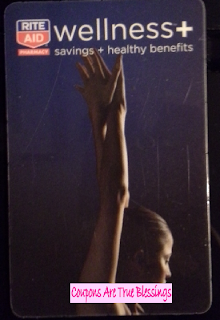 RITE
AID
PHARMACY
wellness+
savings + healthy benefits
Coupons Are True Blessings